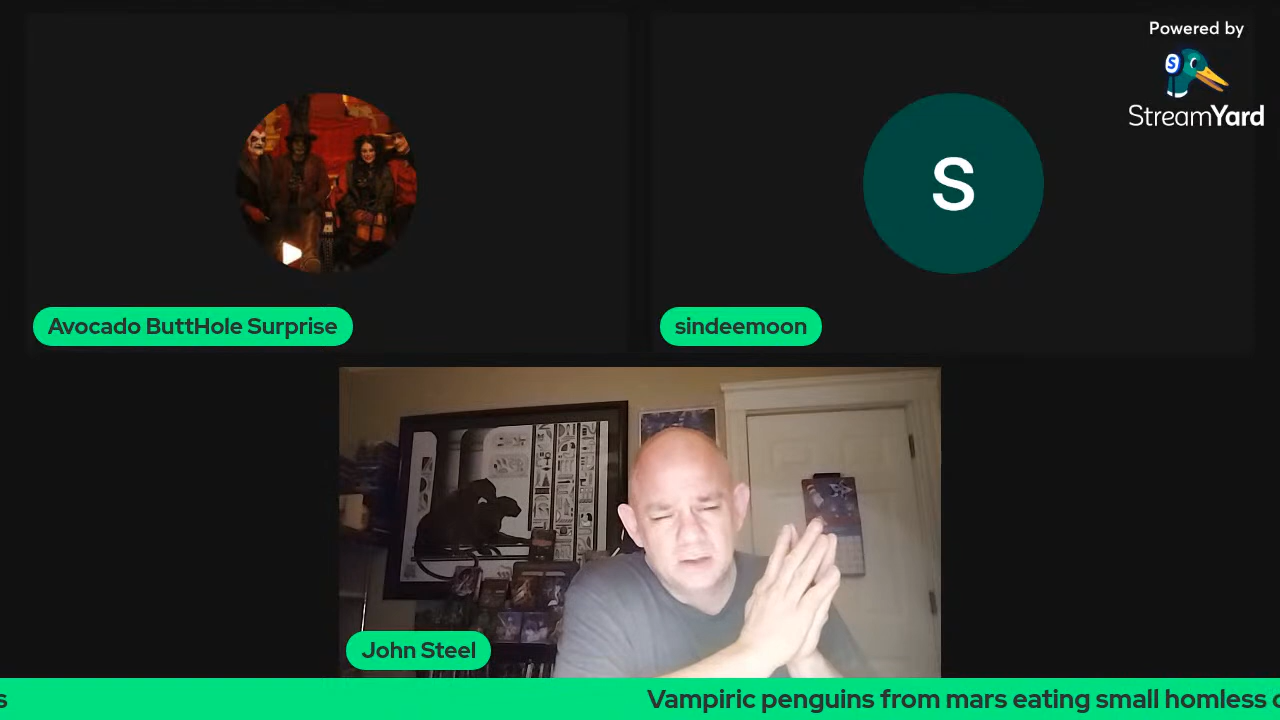 Powered by
StreamYard
S
S
Avocado ButtHole Surprise
sindeemoon
John Steel
s
Vampiric penguins from mars eating small homless